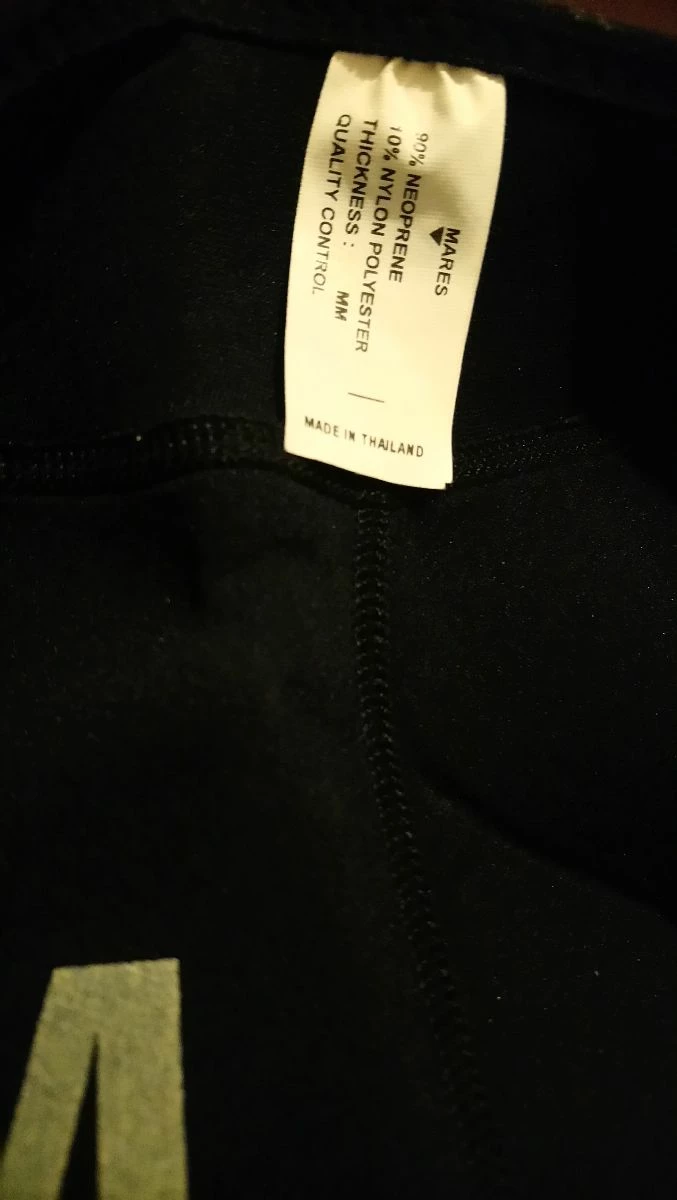 MARES
90% NEOPRENE
10% NYLON POLYESTER
THICKNESS : MM
QUALITY CONTROL
MADE IN THAILAND